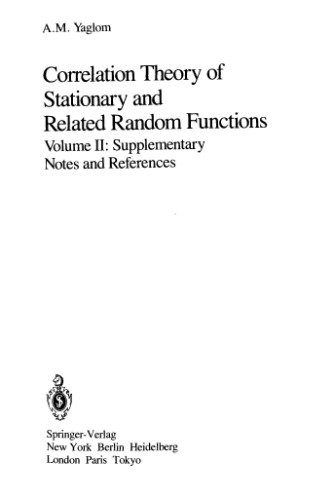 A.M. Yaglom
Correlation Theory of
Stationary and
Related Random Functions
Volume II: Supplementary
Notes and References
Springer-Verlag
New York Berlin Heidelberg
London Paris Tokyo